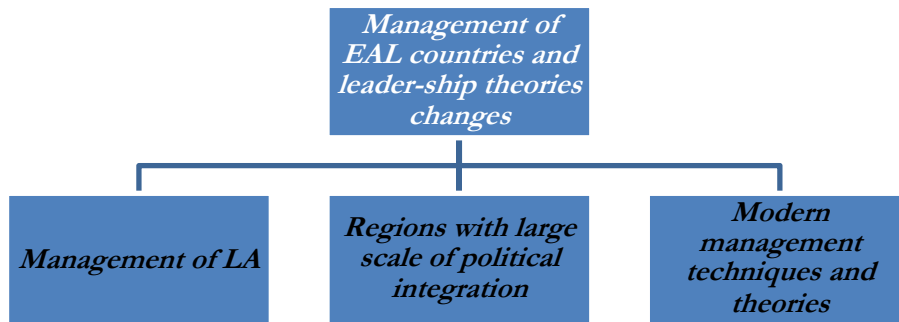 Management of
EAL countries and
leader-ship theories
changes
Management of LA
Regions with large
scale of political
integration
Modern
management
techniques and
theories